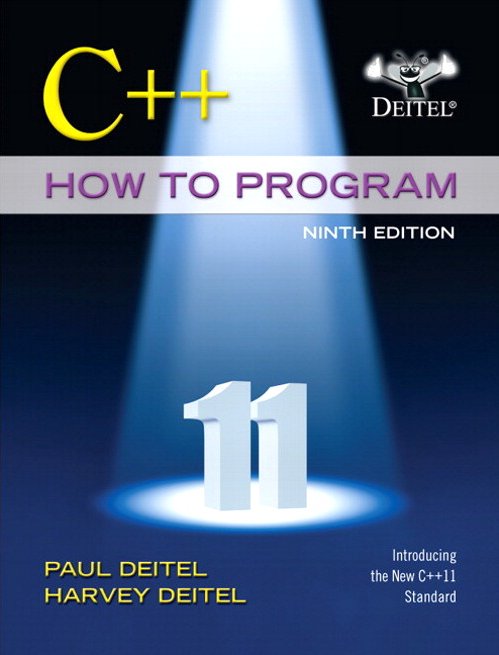 C++
DEITEL®
HOW TO PROGRAM
NINTH EDITION
11
PAUL DEITEL
HARVEY DEITEL
Introducing
the New C++11
Standard